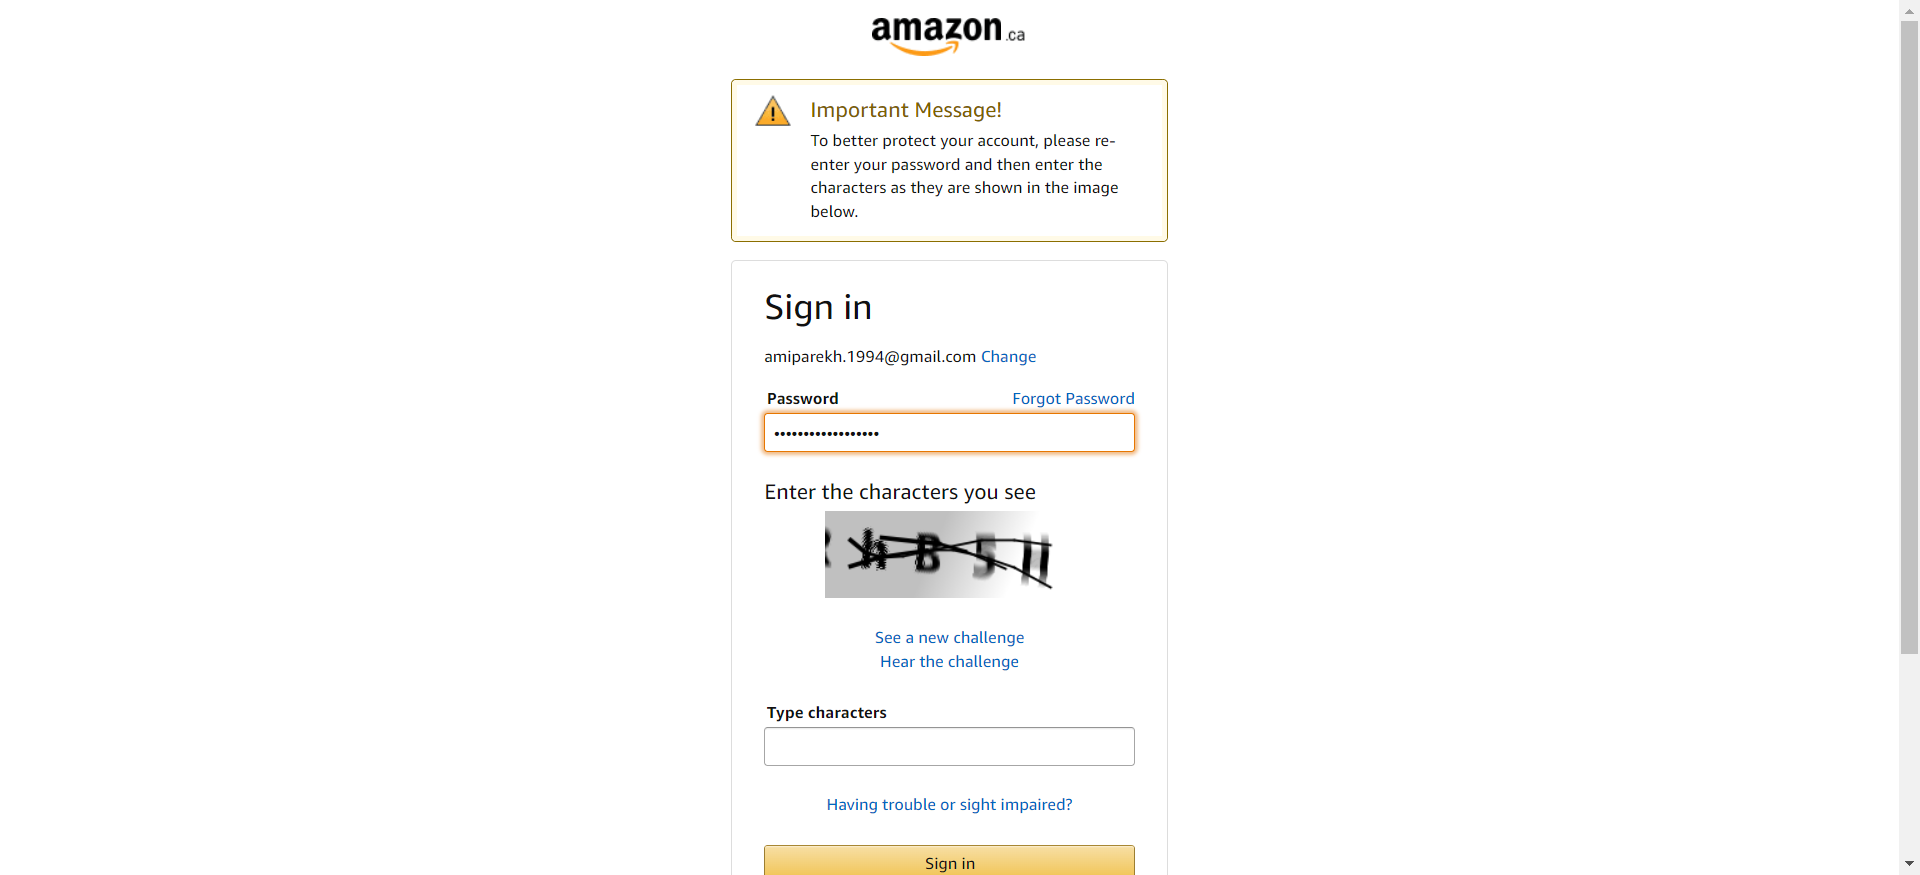 amazon.ca
Important Message!
To better protect your account, please re-
enter your password and then enter the
characters as they are shown in the image
below.
Sign in
amiparekh.1994@gmail.com Change
Password Forgot Password
••••••••••••••••••
Enter the characters you see
See a new challenge
Hear the challenge
Type characters
Having trouble or sight impaired?
Sign in